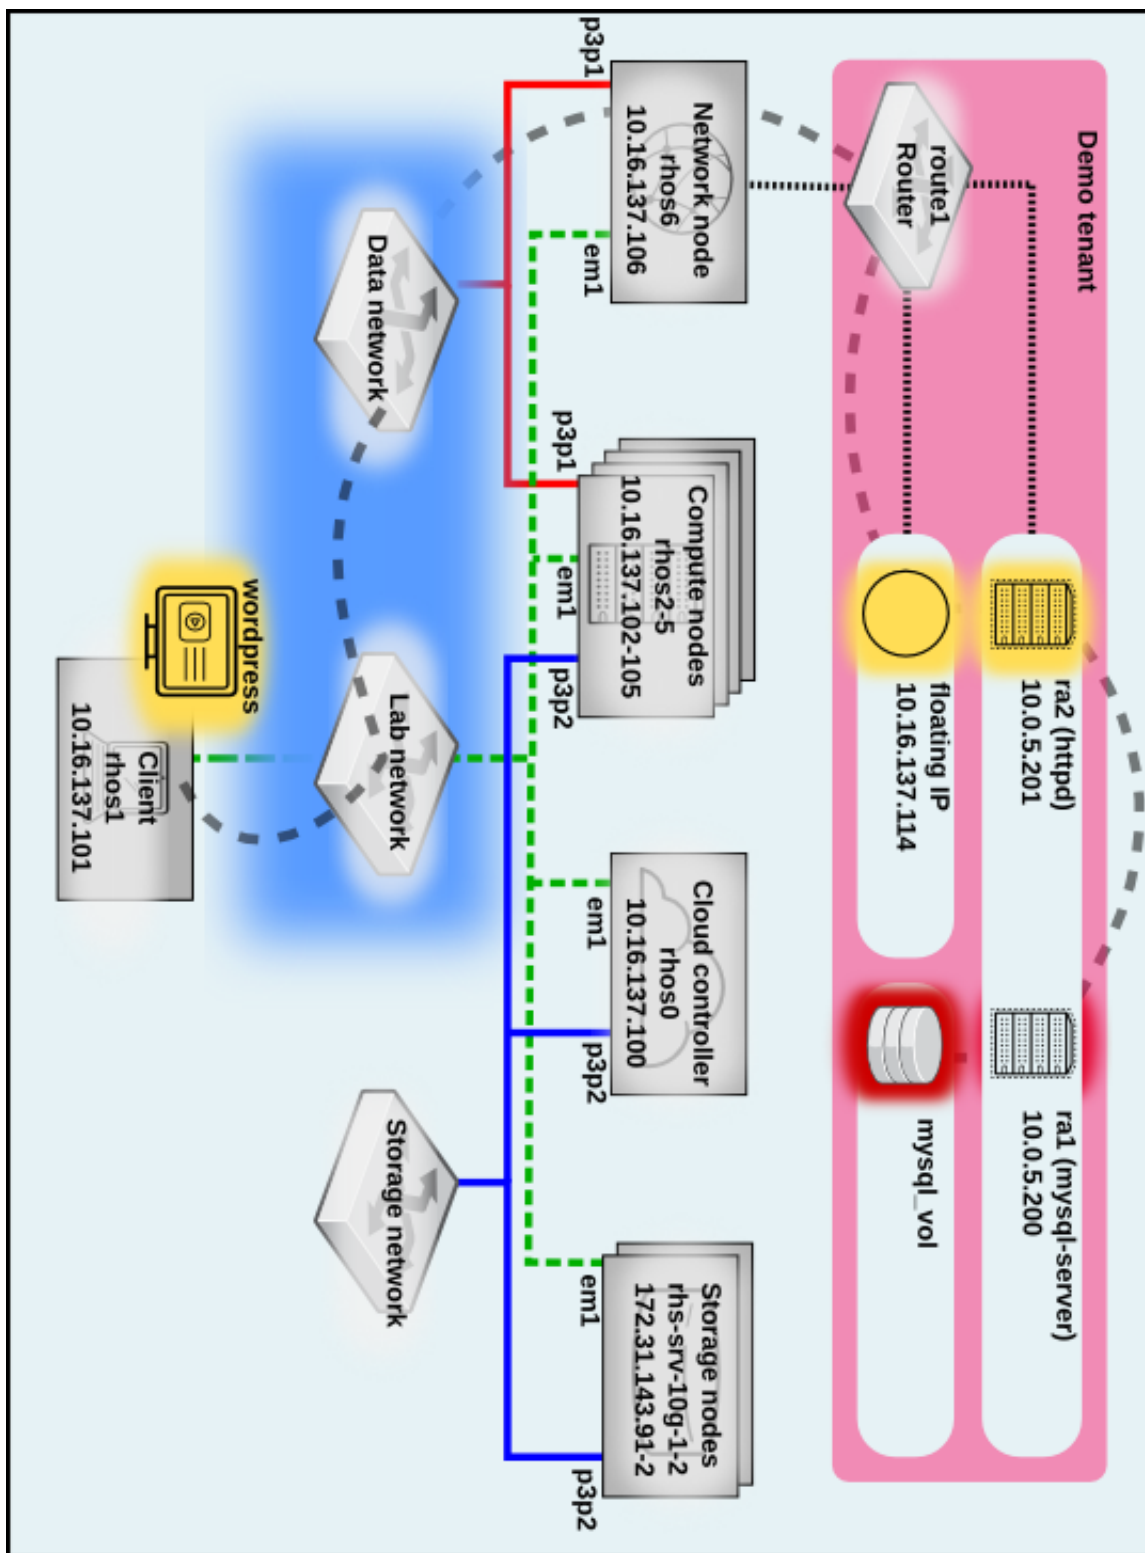 Demo tenant
ra2 (httpd)
10.0.5.201
ra1 (mysql-server)
10.0.5.200
route1
Router
floating IP
10.16.137.114
mysql_vol
Network node
rhos6
10.16.137.106
Compute nodes
rhos2-5
10.16.137.102-105
Cloud controller
rhos0
10.16.137.100
Storage nodes
rhs-srv-10g-1-2
172.31.143.91-2
p3p1
em1
p3p1
em1
p3p2
em1
p3p2
em1
p3p2
Data network
Lab network
Storage network
wordpress
Client
rhos1
10.16.137.101